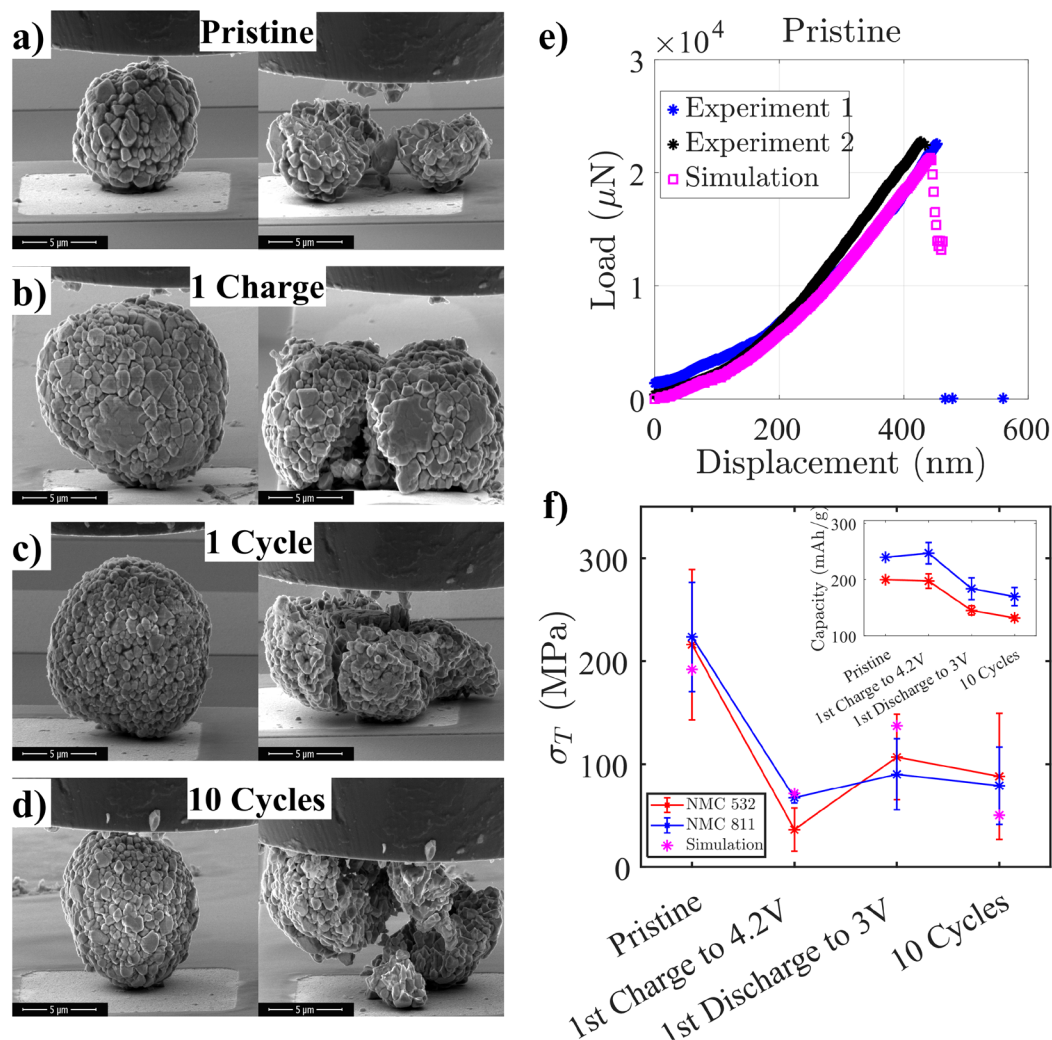 a)
Pristine
5 μm
5 μm
b)
1 Charge
5 μm
5 μm
c)
1 Cycle
5 μm
5 μm
d)
10 Cycles
5 μm
5 μm
e)
×10⁴
Pristine
3
2
1
0
Load (μN)
Experiment 1
Experiment 2
Simulation
0
200
400
600
Displacement (nm)
f)
300
200
100
0
σT (MPa)
NMC 532
NMC 811
Simulation
Pristine
1st Charge to 4.2V
1st Discharge to 3V
10 Cycles
300
200
100
Capacity (mAh/g)
Pristine
1st Charge to 4.2V
1st Discharge to 3V
10 Cycles